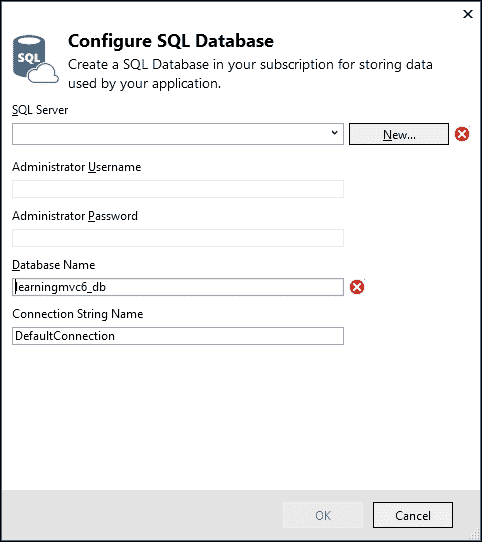 SQL
Configure SQL Database
Create a SQL Database in your subscription for storing data
used by your application.
SQL Server
New...
Administrator Username
Administrator Password
Database Name
learningmvc6_db
Connection String Name
DefaultConnection
OK
Cancel